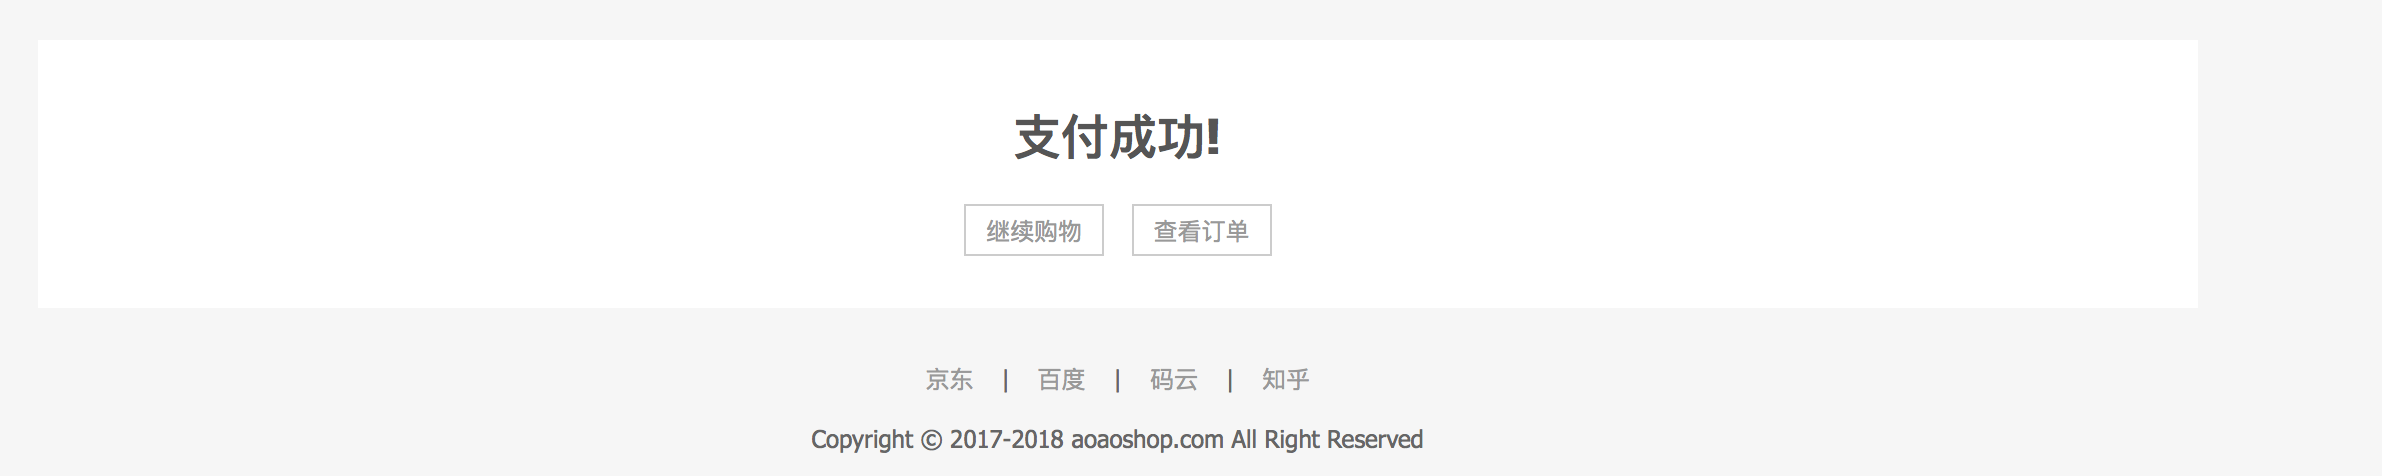 支付成功!
继续购物 查看订单
京东 | 百度 | 码云 | 知乎
Copyright © 2017-2018 aoaoshop.com All Right Reserved